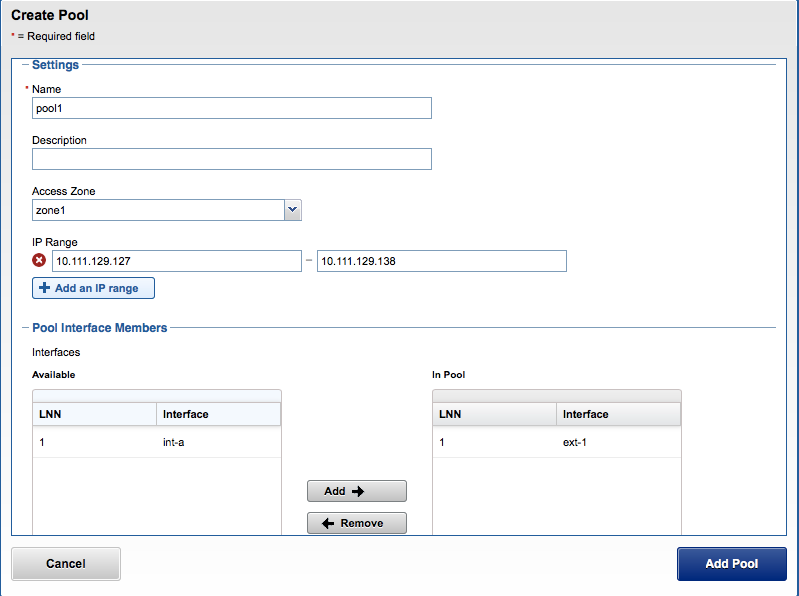 Create Pool
* = Required field
Settings
* Name
pool1
Description
Access Zone
zone1
IP Range
10.111.129.127 – 10.111.129.138
Add an IP range
Pool Interface Members
Interfaces
Available
In Pool
LNN Interface
LNN Interface
1 int-a
1 ext-1
Add
Remove
Cancel
Add Pool